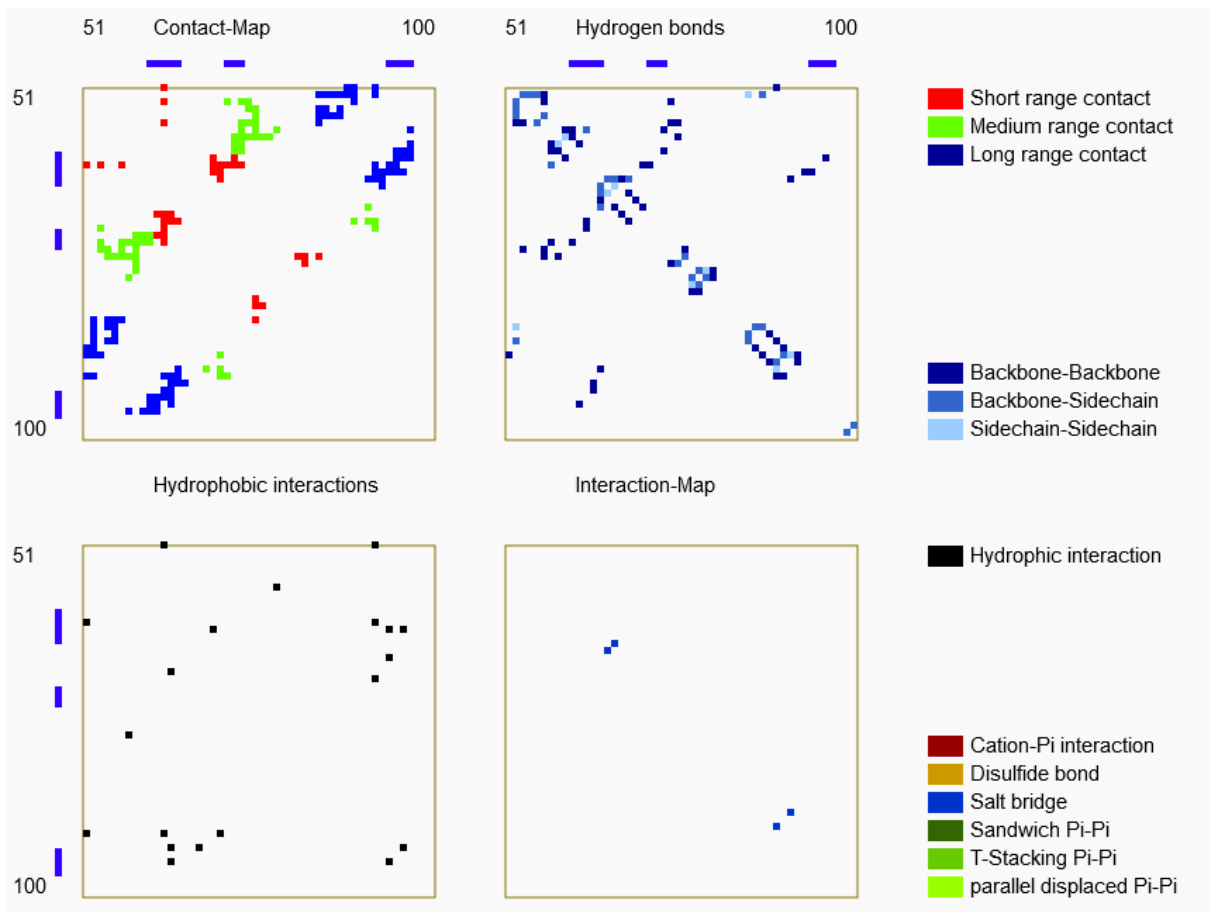 51 Contact-Map 100 51 Hydrogen bonds 100
51
Short range contact
Medium range contact
Long range contact
Backbone-Backbone
Backbone-Sidechain
100
Sidechain-Sidechain
Hydrophobic interactions Interaction-Map
51
Hydrophic interaction
Cation-Pi interaction
Disulfide bond
Salt bridge
Sandwich Pi-Pi
T-Stacking Pi-Pi
100
parallel displaced Pi-Pi